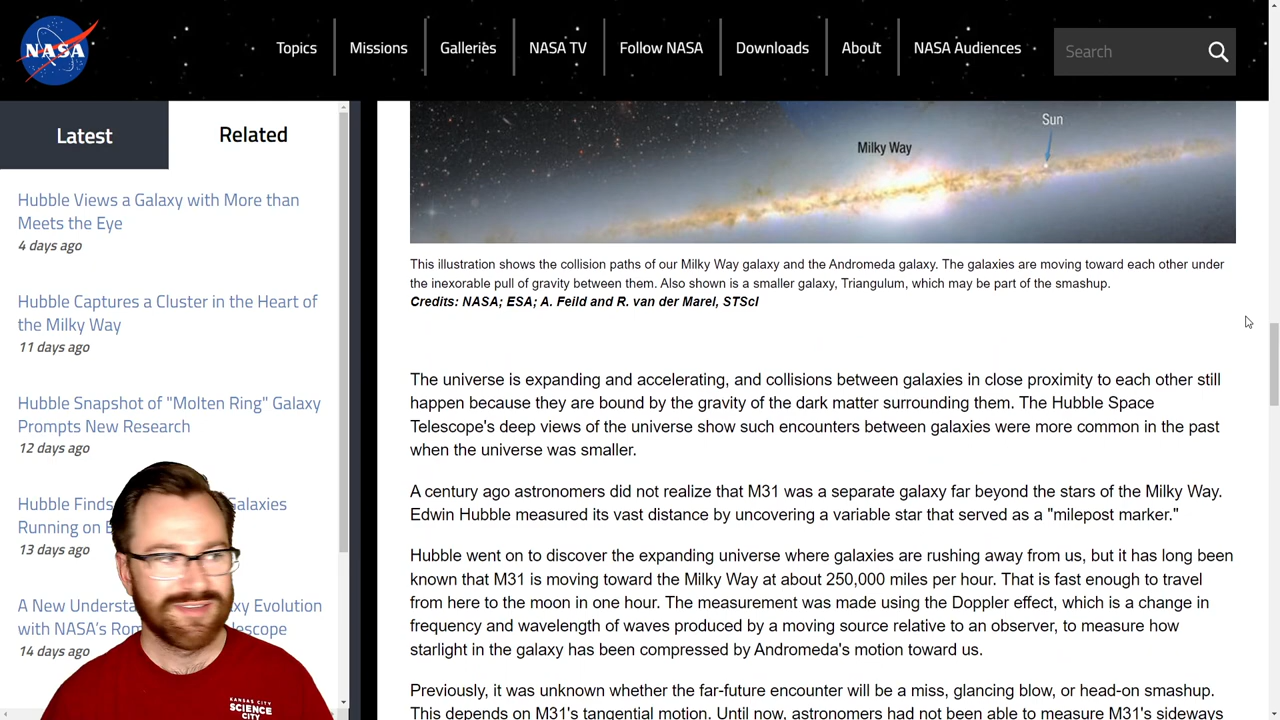 NASA
Topics
Missions
Galleries
NASA TV
Follow NASA
Downloads
About
NASA Audiences
Search
Latest
Related
Hubble Views a Galaxy with More than
Meets the Eye
4 days ago
Hubble Captures a Cluster in the Heart of
the Milky Way
11 days ago
Hubble Snapshot of "Molten Ring" Galaxy
Prompts New Research
12 days ago
Hubble Finds Galaxies
Running on
13 days ago
A New Evolution
with NASA's
14 days ago
Sun
Milky Way
This illustration shows the collision paths of our Milky Way galaxy and the Andromeda galaxy. The galaxies are moving toward each other under
the inexorable pull of gravity between them. Also shown is a smaller galaxy, Triangulum, which may be part of the smashup.
Credits: NASA; ESA; A. Feild and R. van der Marel, STScI
The universe is expanding and accelerating, and collisions between galaxies in close proximity to each other still
happen because they are bound by the gravity of the dark matter surrounding them. The Hubble Space
Telescope's deep views of the universe show such encounters between galaxies were more common in the past
when the universe was smaller.
A century ago astronomers did not realize that M31 was a separate galaxy far beyond the stars of the Milky Way.
Edwin Hubble measured its vast distance by uncovering a variable star that served as a "milepost marker."
Hubble went on to discover the expanding universe where galaxies are rushing away from us, but it has long been
known that M31 is moving toward the Milky Way at about 250,000 miles per hour. That is fast enough to travel
from here to the moon in one hour. The measurement was made using the Doppler effect, which is a change in
frequency and wavelength of waves produced by a moving source relative to an observer, to measure how
starlight in the galaxy has been compressed by Andromeda's motion toward us.
Previously, it was unknown whether the far-future encounter will be a miss, glancing blow, or head-on smashup.
This depends on M31's tangential motion. Until now, astronomers had not been able to measure M31's sideways
KANSAS CITY
SCIENCE
CITY